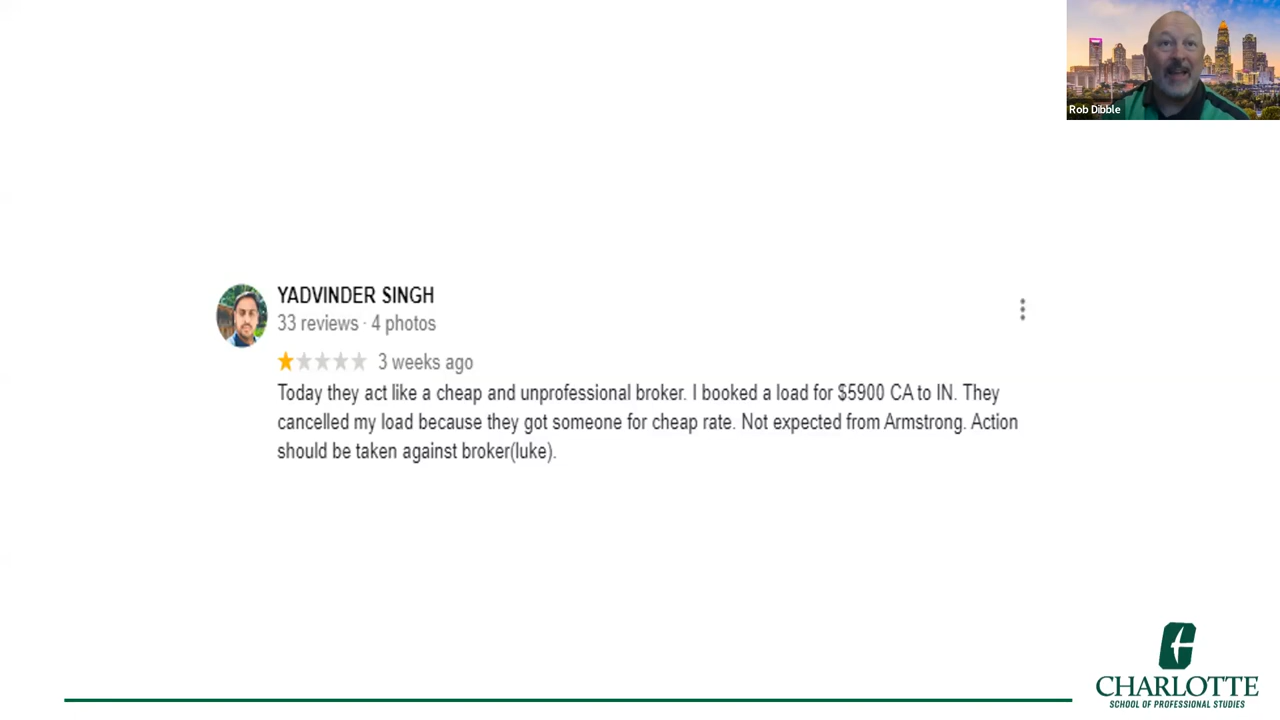 Rob Dibble
YADVINDER SINGH
33 reviews · 4 photos
3 weeks ago
Today they act like a cheap and unprofessional broker. I booked a load for $5900 CA to IN. They
cancelled my load because they got someone for cheap rate. Not expected from Armstrong. Action
should be taken against broker(luke).
CHARLOTTE
SCHOOL OF PROFESSIONAL STUDIES